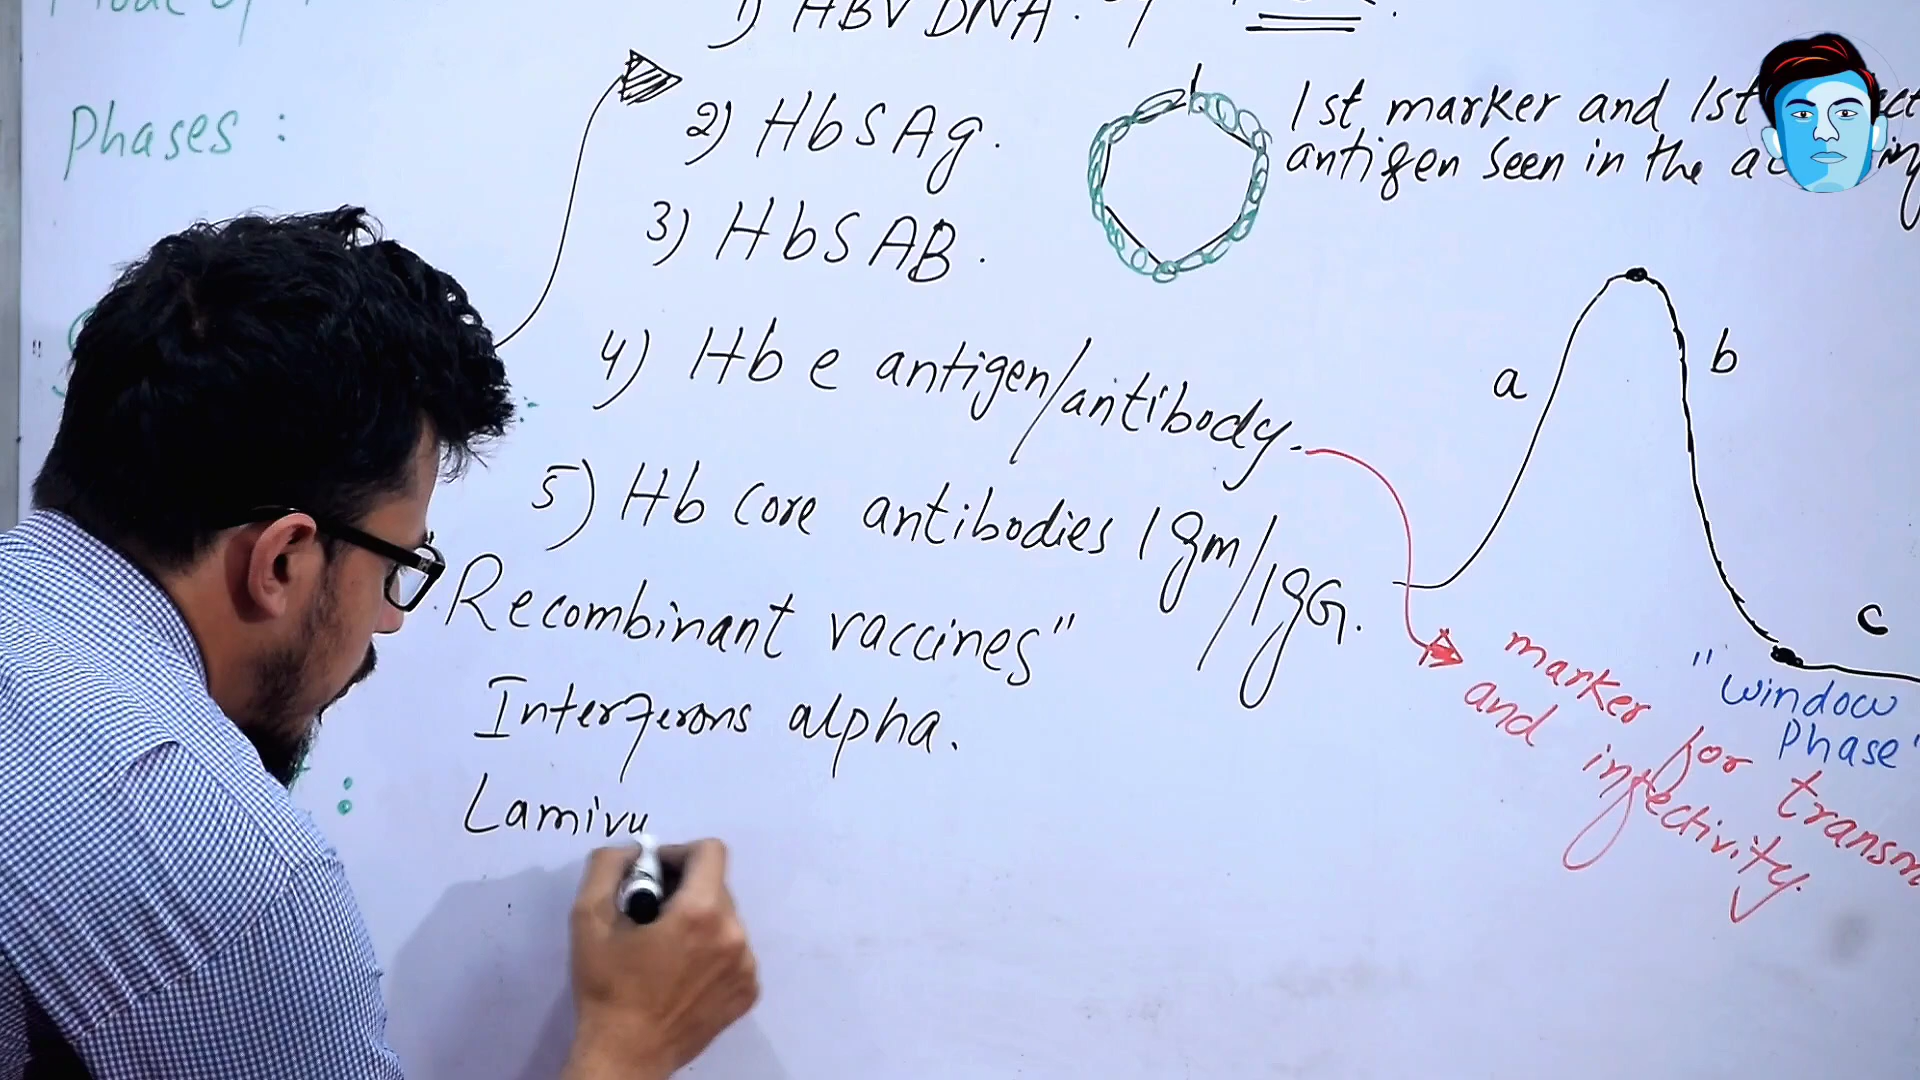 Mode of
1) HBV DNA.
Phases :
2) HbSAg.
1st marker and 1st
antigen seen in the
3) HbSAB.
4) Hb e antigen/antibody.
a
b
5) Hb core antibodies IgM/IgG.
c
Recombinant vaccines"
marker for transm
and infectivity.
"window
Phase"
Interferons alpha.
Lamivu